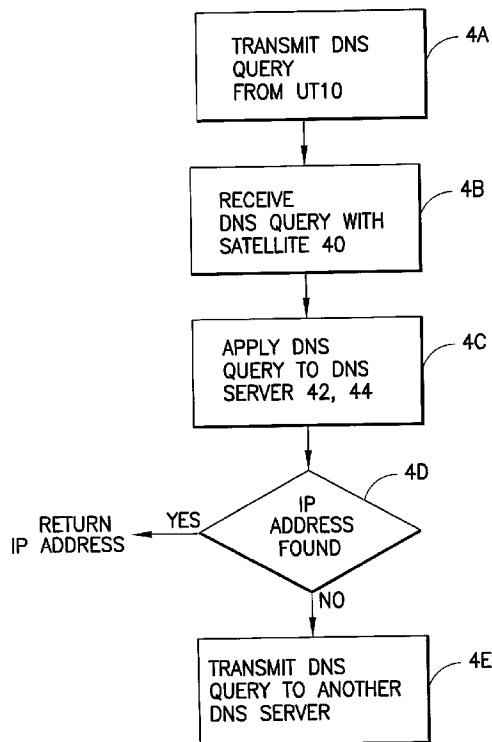 TRANSMIT DNS
QUERY
FROM UT10
4A
RECEIVE
DNS QUERY WITH
SATELLITE 40
4B
APPLY DNS
QUERY TO DNS
SERVER 42, 44
4C
IP
ADDRESS
FOUND
4D
YES
RETURN
IP ADDRESS
NO
TRANSMIT DNS
QUERY TO ANOTHER
DNS SERVER
4E